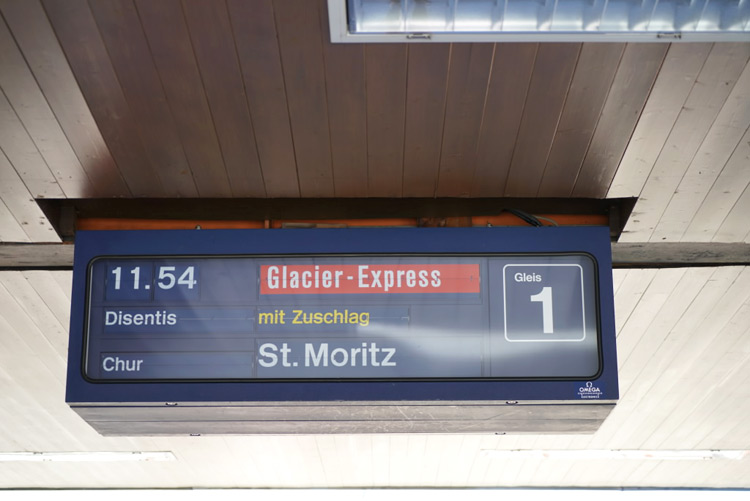 11.54 Glacier-Express
Gleis
1
Disentis mit Zuschlag
Chur St. Moritz
OMEGA